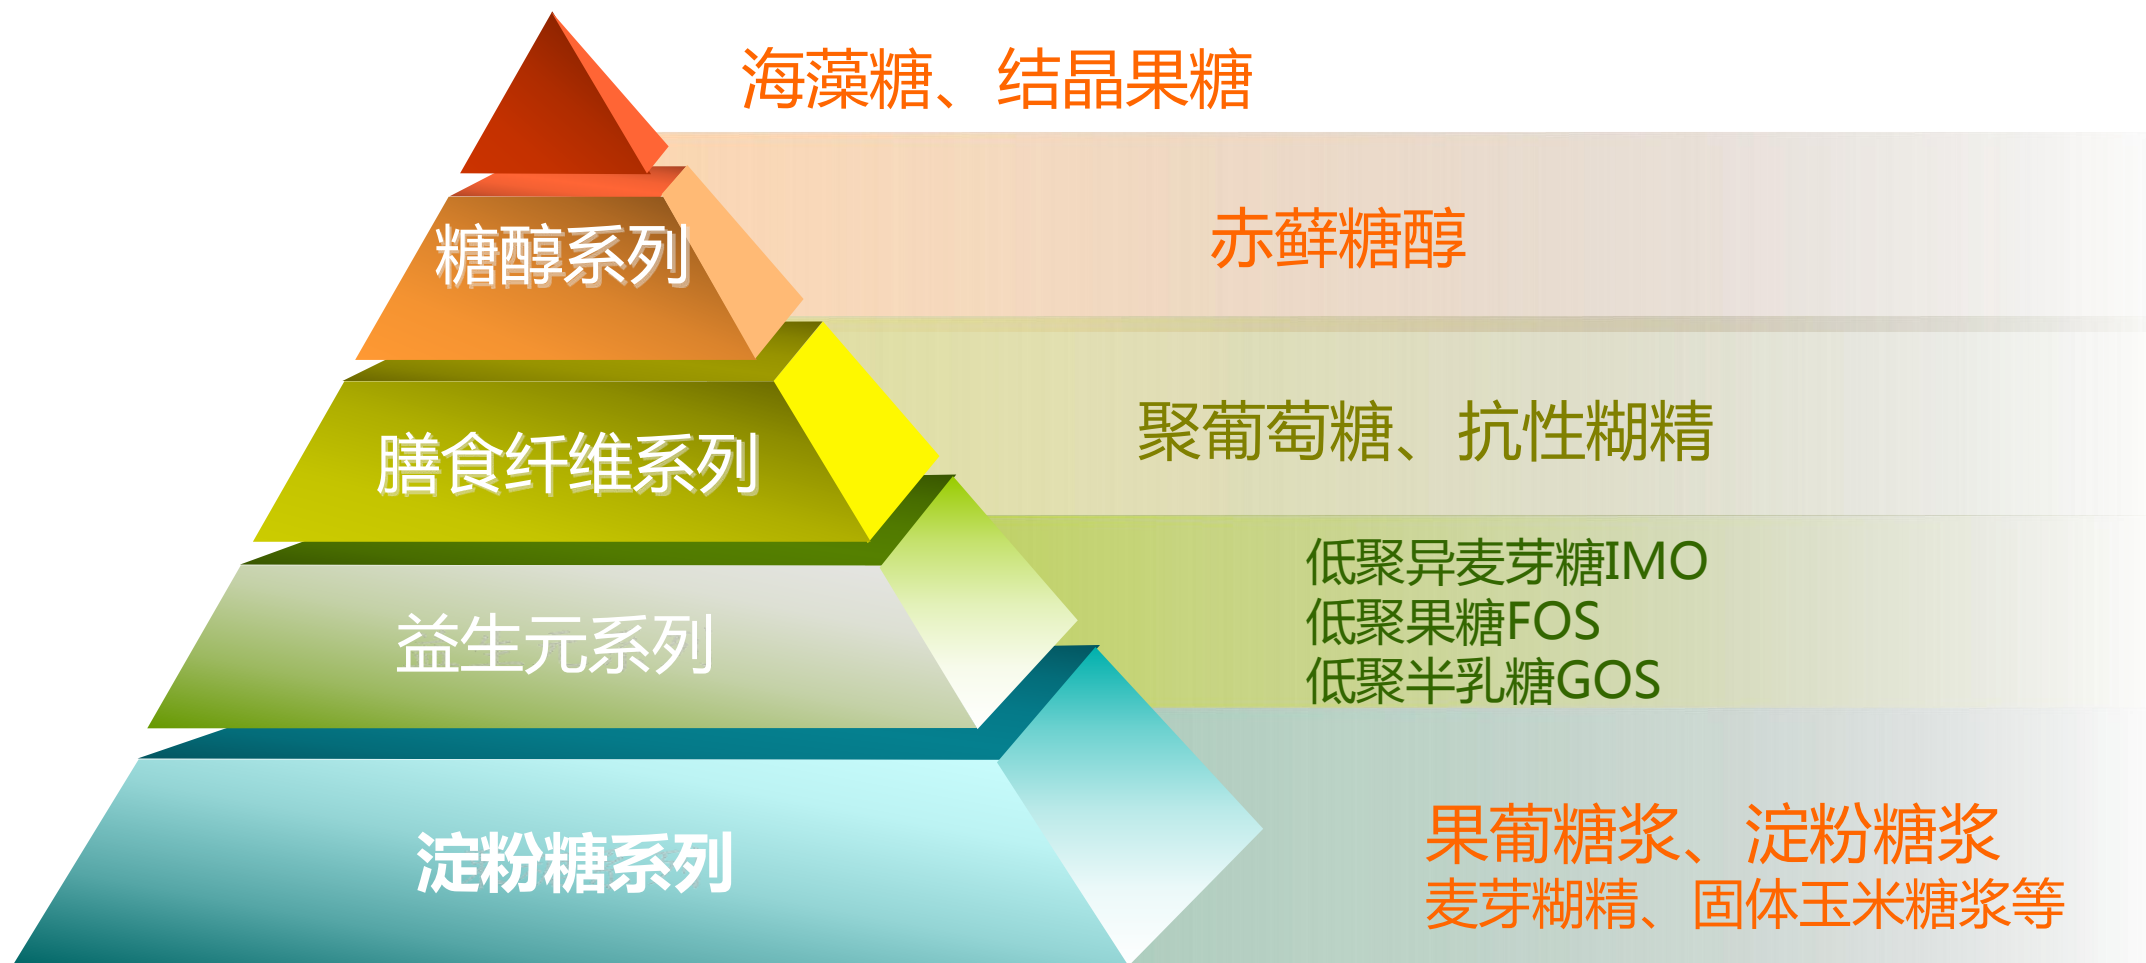 海藻糖、结晶果糖
糖醇系列
赤藓糖醇
膳食纤维系列
聚葡萄糖、抗性糊精
益生元系列
低聚异麦芽糖IMO
低聚果糖FOS
低聚半乳糖GOS
淀粉糖系列
果葡糖浆、淀粉糖浆
麦芽糊精、固体玉米糖浆等